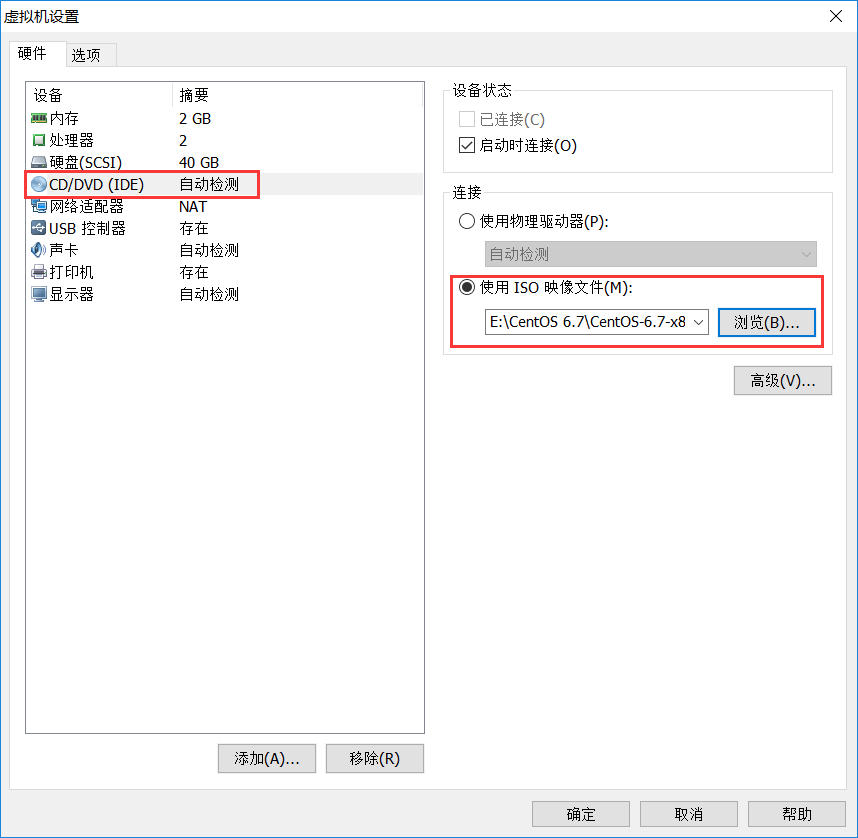 虚拟机设置
硬件 选项
设备 摘要
内存 2 GB
处理器 2
硬盘(SCSI) 40 GB
CD/DVD (IDE) 自动检测
网络适配器 NAT
USB 控制器 存在
声卡 自动检测
打印机 存在
显示器 自动检测
添加(A)... 移除(R)
设备状态
已连接(C)
启动时连接(O)
连接
使用物理驱动器(P):
自动检测
使用 ISO 映像文件(M):
E:\CentOS 6.7\CentOS-6.7-x8 浏览(B)...
高级(V)...
确定 取消 帮助